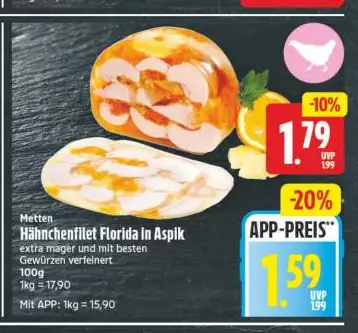 -10%
1.79
UVP
1.99
-20%
APP-PREIS**
1.59
UVP
1.99
Metten
Hähnchenfilet Florida in Aspik
extra mager und mit besten
Gewürzen verfeinert
100g
1kg = 17,90
Mit APP: 1kg = 15,90